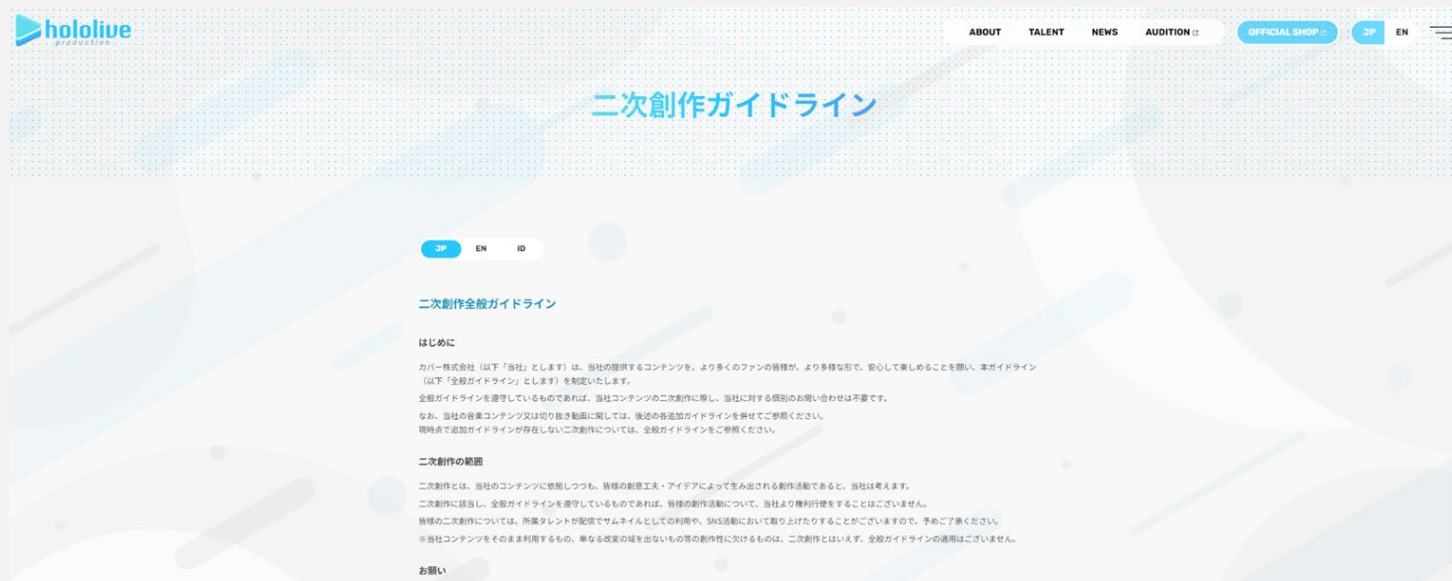 hololive
production
ABOUT TALENT NEWS AUDITION OFFICIAL SHOP JP EN
二次創作ガイドライン
JP EN ID
二次創作全般ガイドライン
はじめに
カバー株式会社（以下「当社」とします）は、当社の提供するコンテンツを、より多くのファンの皆様が、より多様な形で、安心して楽しめることを願い、本ガイドライン
（以下「全般ガイドライン」とします）を制定いたします。
全般ガイドラインを遵守しているものであれば、当社コンテンツの二次創作に際し、当社に対する個別のお問い合わせは不要です。
なお、当社の音楽コンテンツ又は切り抜き動画に関しては、後述の各追加ガイドラインを併せてご参照ください。
現時点で追加ガイドラインが存在しない二次創作については、全般ガイドラインをご参照ください。
二次創作の範囲
二次創作とは、当社のコンテンツに依拠しつつも、皆様の創意工夫・アイデアによって生み出される創作活動であると、当社は考えます。
二次創作に該当し、全般ガイドラインを遵守しているものであれば、皆様の創作活動について、当社より権利行使をすることはございません。
皆様の二次創作については、所属タレントが配信でサムネイルとしての利用や、SNS活動において取り上げたりすることがございますので、予めご了承ください。
※当社コンテンツをそのまま利用するもの、単なる改変の域を出ないもの等の創作性に欠けるものは、二次創作とはいえず、全般ガイドラインの適用はございません。
お願い